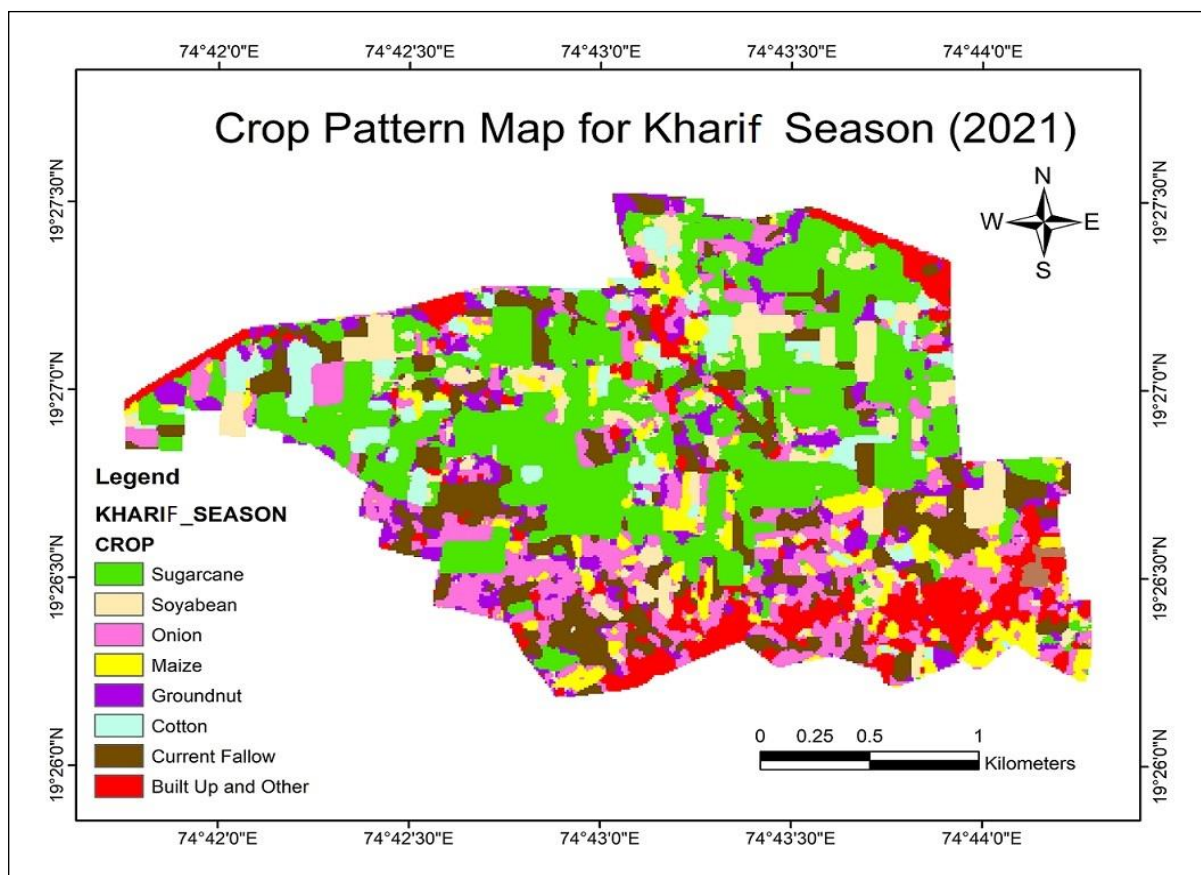 74°42'0"E 74°42'30"E 74°43'0"E 74°43'30"E 74°44'0"E
Crop Pattern Map for Kharif Season (2021)
N
W E
S
19°27'30"N 19°27'30"N
19°27'0"N 19°27'0"N
19°26'30"N 19°26'30"N
19°26'0"N 19°26'0"N
Legend
KHARIF_SEASON
CROP
Sugarcane
Soyabean
Onion
Maize
Groundnut
Cotton
Current Fallow
Built Up and Other
0 0.25 0.5 1
Kilometers
74°42'0"E 74°42'30"E 74°43'0"E 74°43'30"E 74°44'0"E